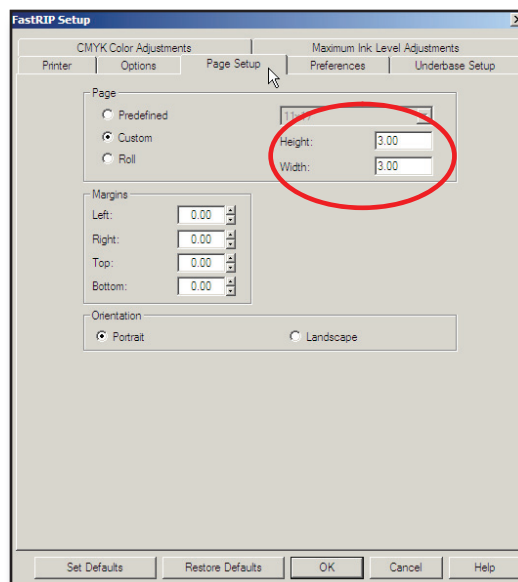 FastRIP Setup
CMYK Color Adjustments Maximum Ink Level Adjustments
Printer Options Page Setup Preferences Underbase Setup
Page
Predefined
Custom Height: 3.00
Roll Width: 3.00
Margins
Left: 0.00
Right: 0.00
Top: 0.00
Bottom: 0.00
Orientation
Portrait Landscape
Set Defaults Restore Defaults OK Cancel Help